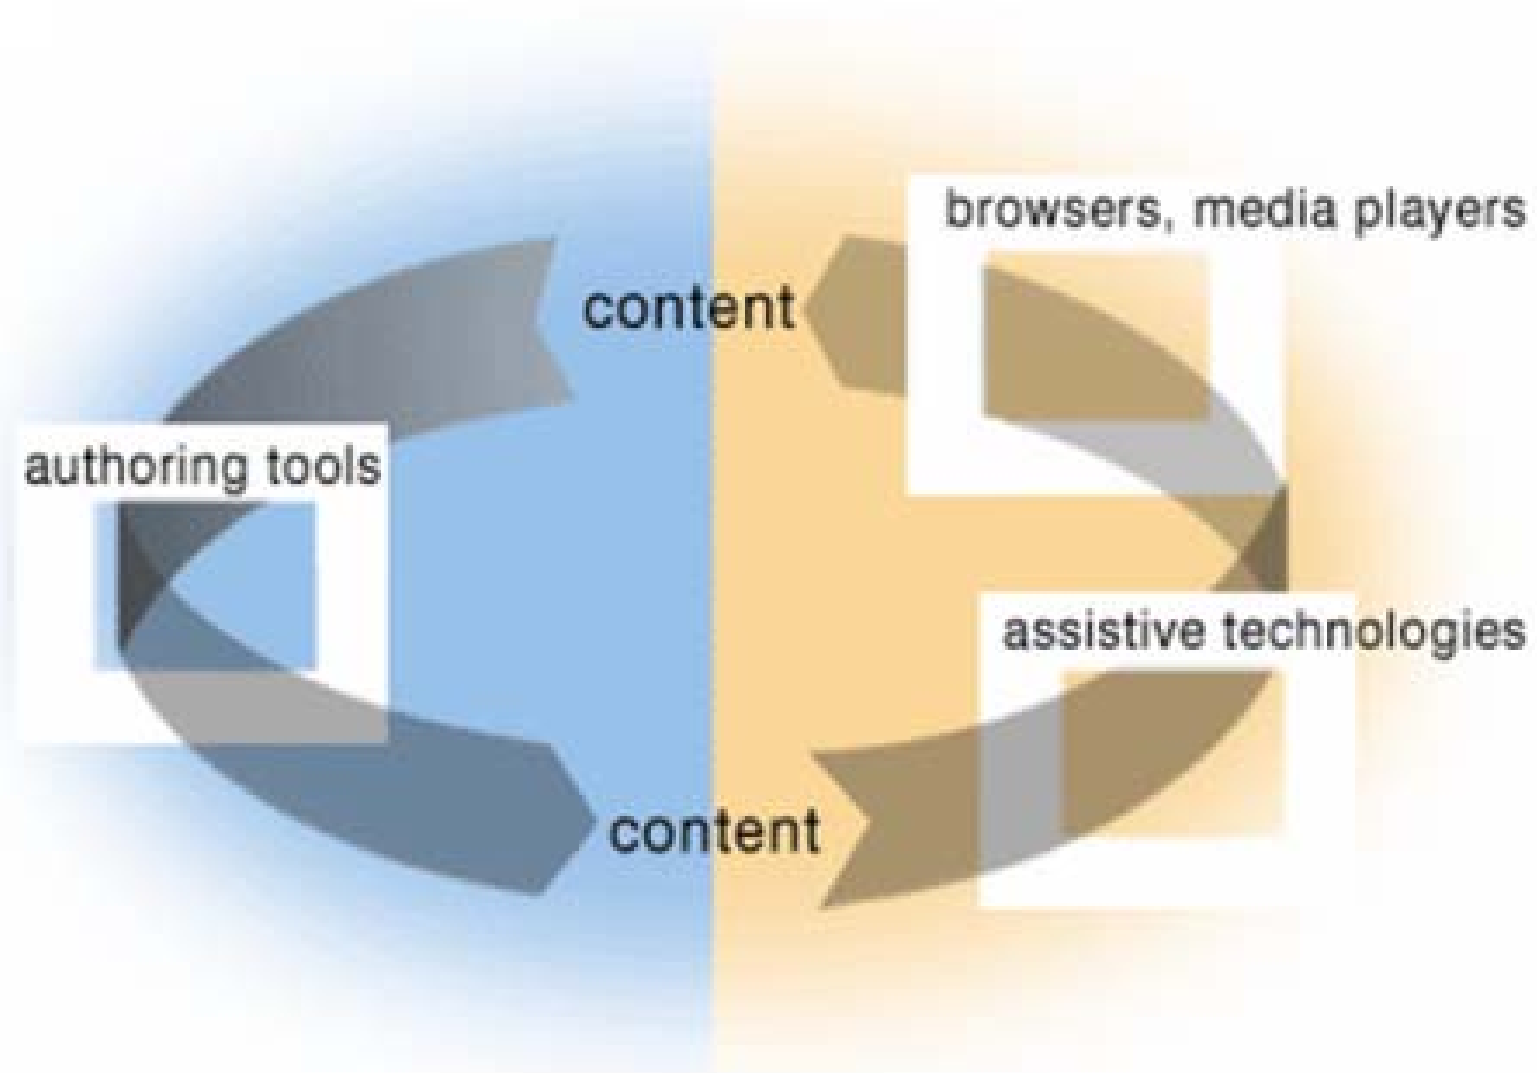 browsers, media players
content
authoring tools
assistive technologies
content